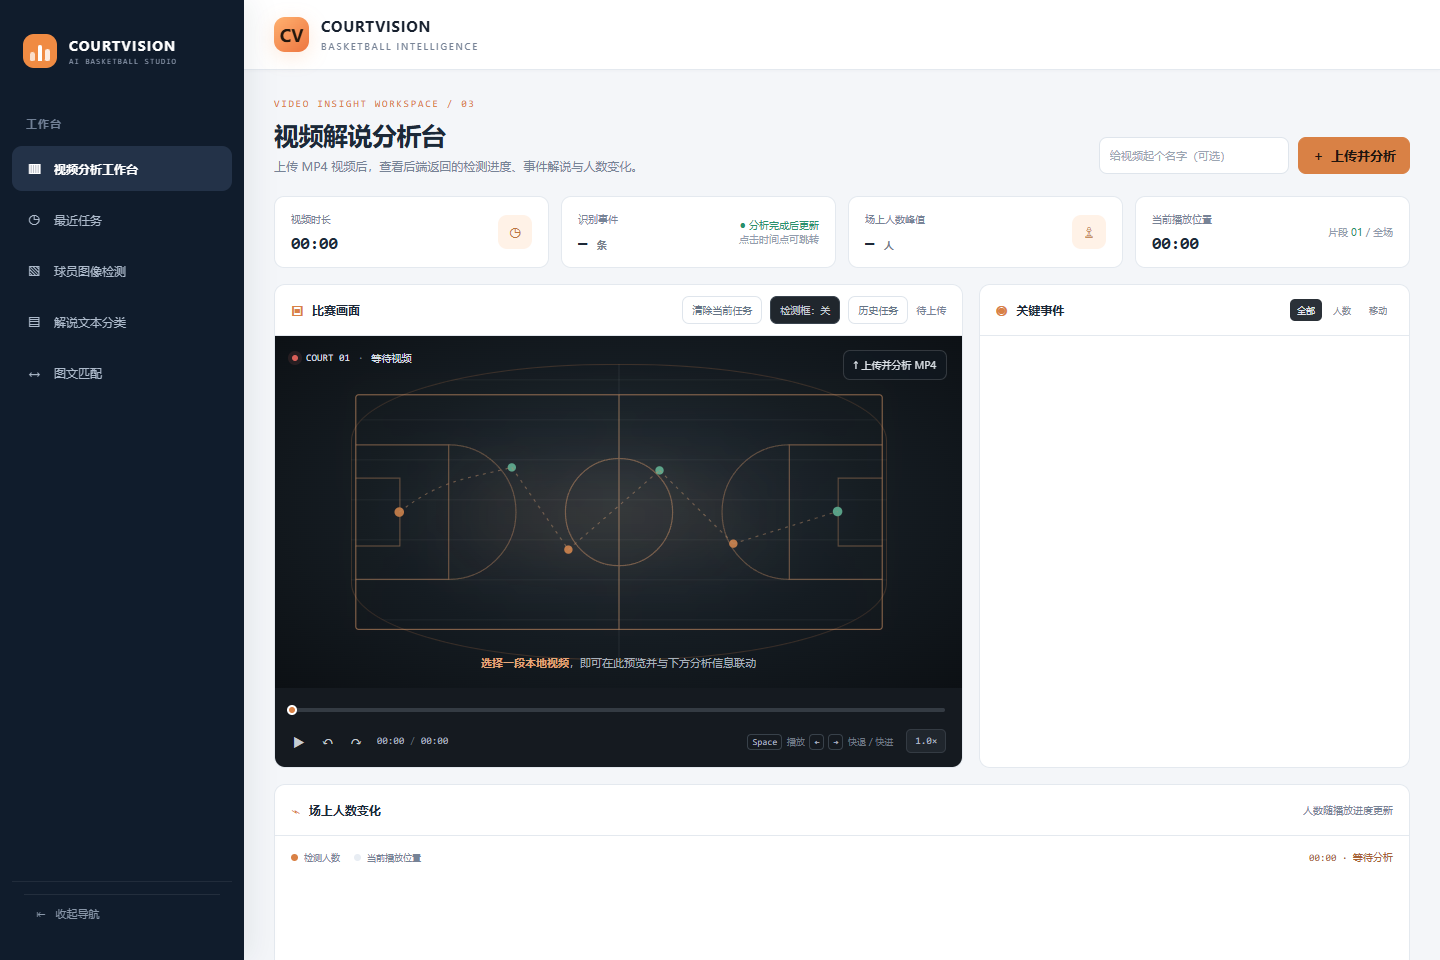 COURTVISION
AI BASKETBALL STUDIO
工作台
视频分析工作台
最近任务
球员图像检测
解说文本分类
图文匹配
收起导航
CV
COURTVISION
BASKETBALL INTELLIGENCE
VIDEO INSIGHT WORKSPACE / 03
视频解说分析台
上传 MP4 视频后，查看后端返回的检测进度、事件解说与人数变化。
给视频起个名字（可选）
+ 上传并分析
视频时长
00:00
识别事件
— 条
● 分析完成后更新
点击时间点可跳转
场上人数峰值
— 人
当前播放位置
00:00
片段 01 / 全场
比赛画面
清除当前任务
检测框：关
历史任务
待上传
COURT 01 · 等待视频
↑ 上传并分析 MP4
选择一段本地视频，即可在此预览并与下方分析信息联动
00:00 / 00:00
Space 播放 ← → 快退 / 快进
1.0×
关键事件
全部
人数
移动
场上人数变化
人数随播放进度更新
检测人数
当前播放位置
00:00 · 等待分析